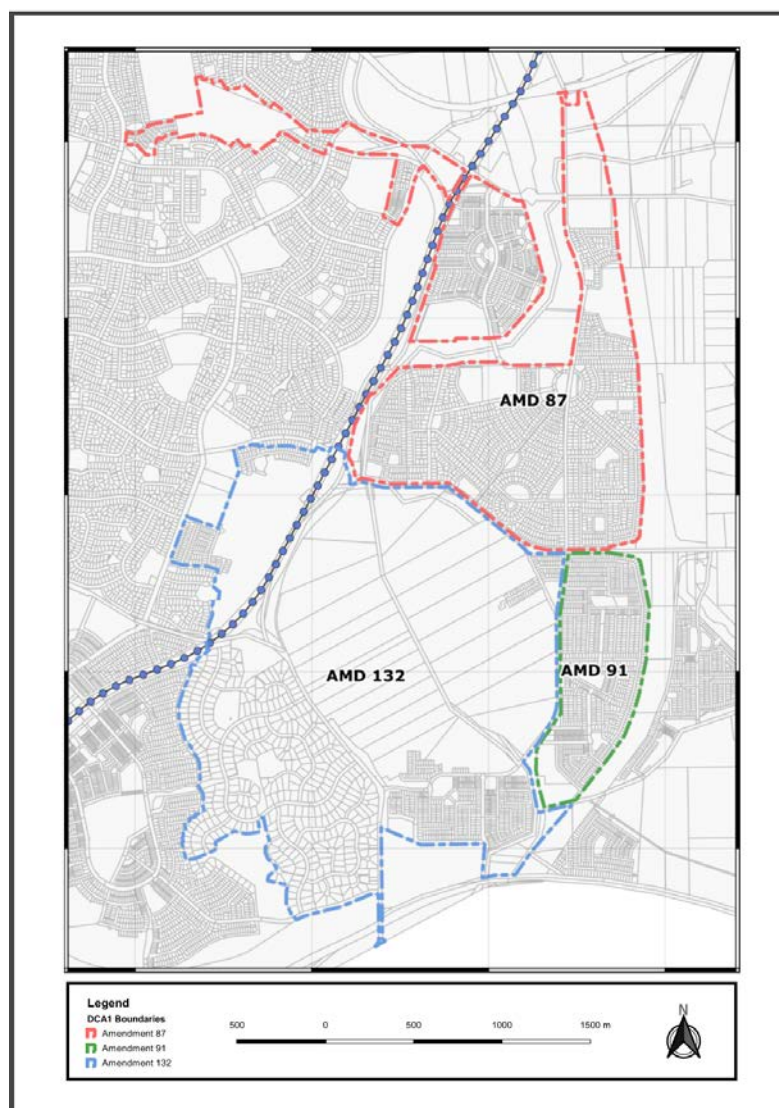 AMD 87
AMD 91
AMD 132
Legend
DCA1 Boundaries
Amendment 87
Amendment 91
Amendment 132
500 0 500 1000 1500 m
N